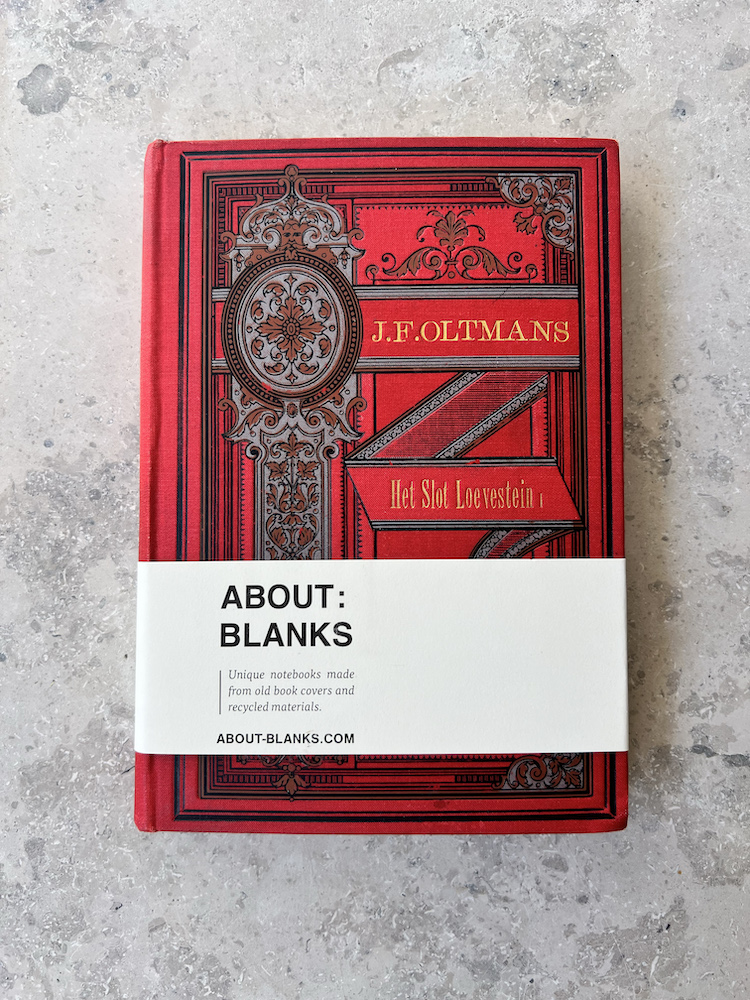 J.F.OLTMANS
Het Slot Loevestein I
ABOUT:
BLANKS
Unique notebooks made
from old book covers and
recycled materials.
ABOUT-BLANKS.COM